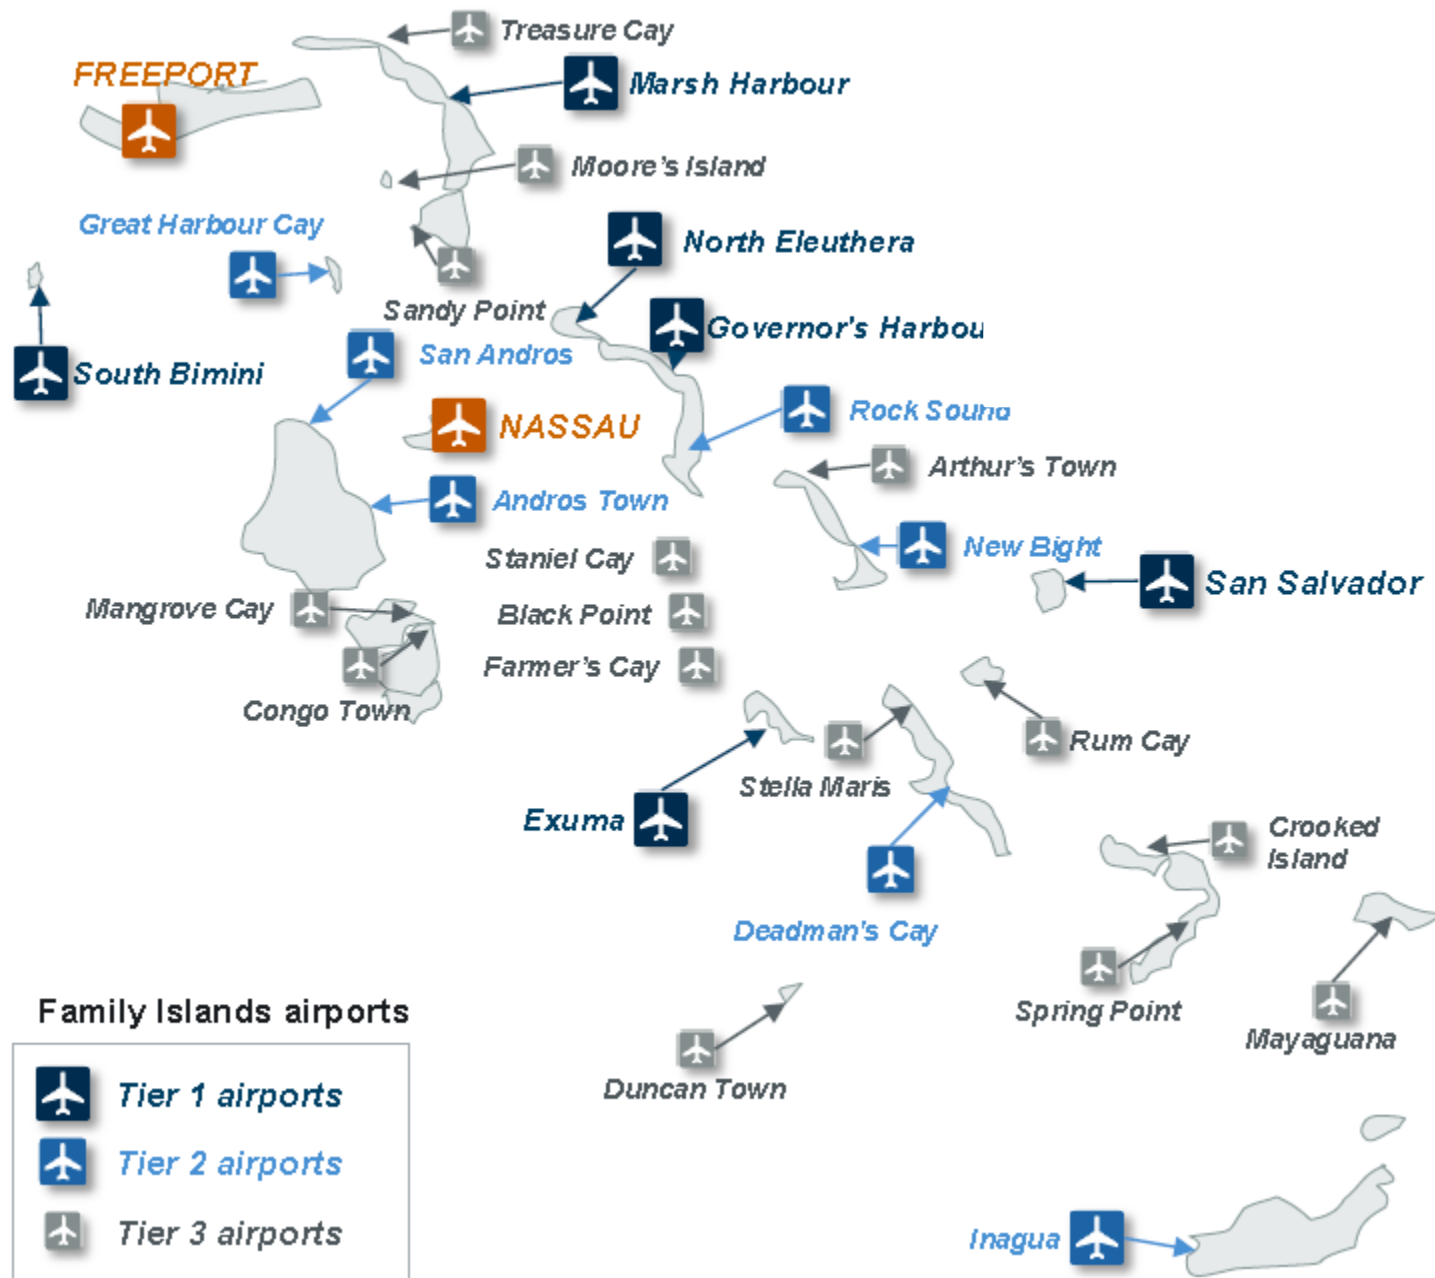 Treasure Cay
FREEPORT
Marsh Harbour
Moore's Island
Great Harbour Cay
North Eleuthera
Sandy Point
Governor's Harbou
San Andros
South Bimini
Rock Sound
NASSAU
Arthur's Town
Andros Town
New Bight
Staniel Cay
San Salvador
Mangrove Cay
Black Point
Farmer's Cay
Congo Town
Rum Cay
Stella Maris
Exuma
Crooked
Island
Deadman's Cay
Spring Point
Mayaguana
Duncan Town
Family Islands airports
Tier 1 airports
Tier 2 airports
Tier 3 airports
Inagua